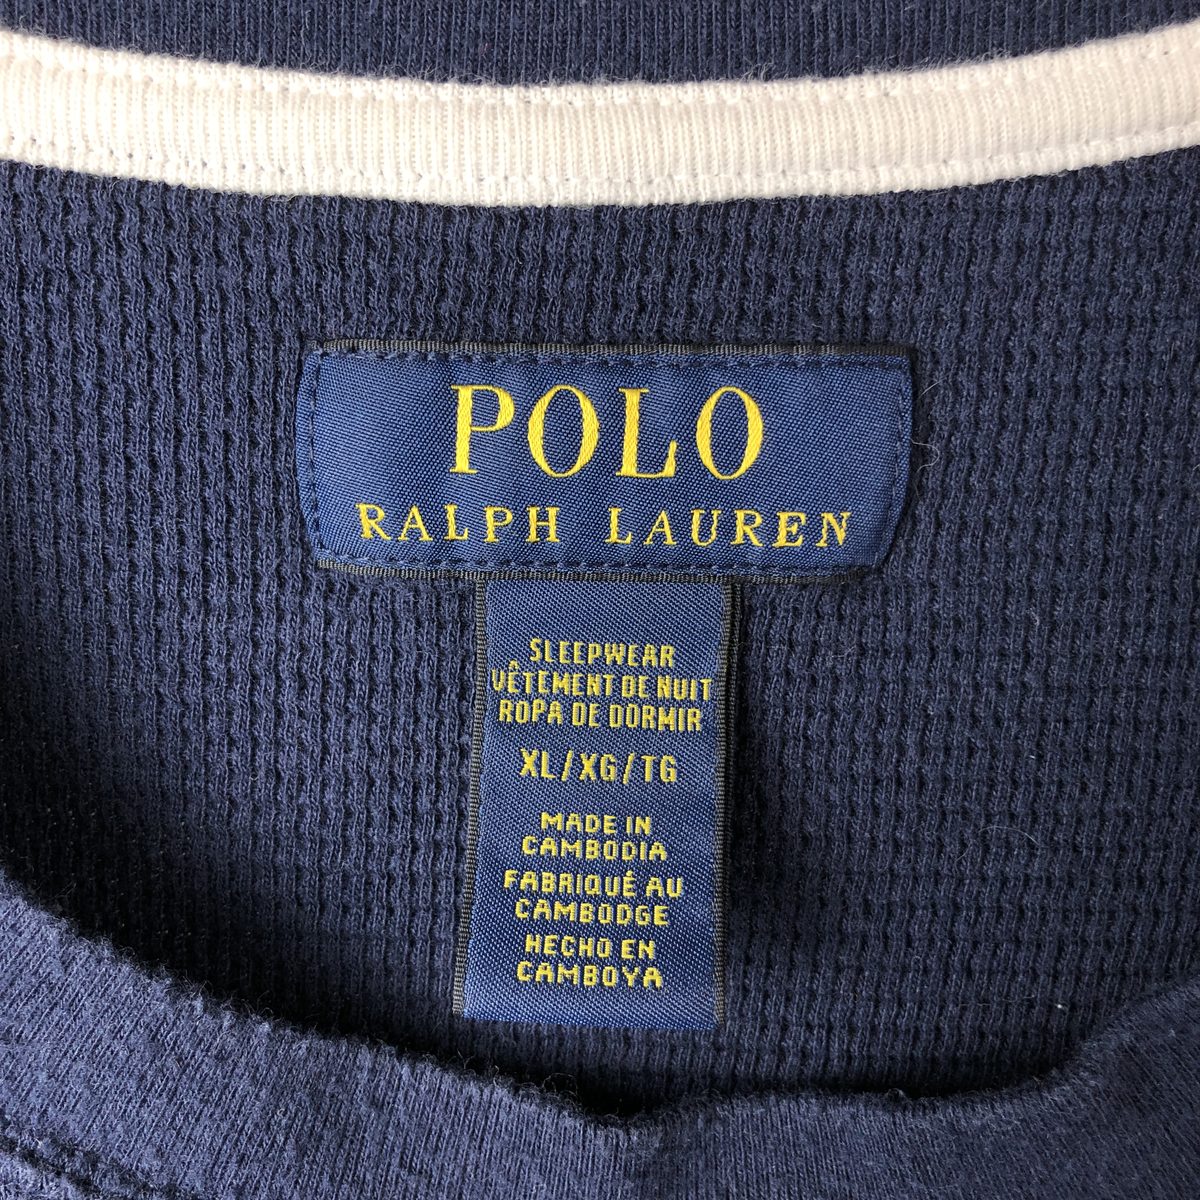 POLO
RALPH LAUREN
SLEEPWEAR
VÊTEMENT DE NUIT
ROPA DE DORMIR
XL/XG/TG
MADE IN
CAMBODIA
FABRIQUÉ AU
CAMBODGE
HECHO EN
CAMBOYA